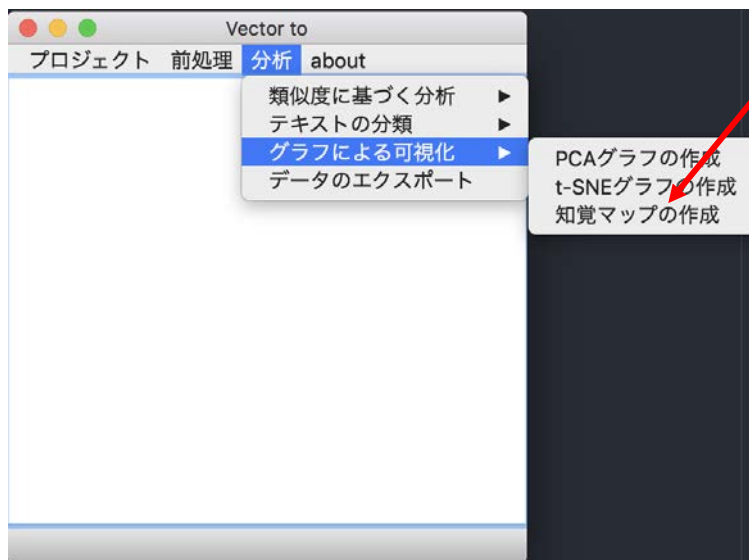 Vector to
プロジェクト 前処理 分析 about
類似度に基づく分析 ▶
テキストの分類 ▶
グラフによる可視化 ▶
データのエクスポート
PCAグラフの作成
t-SNEグラフの作成
知覚マップの作成